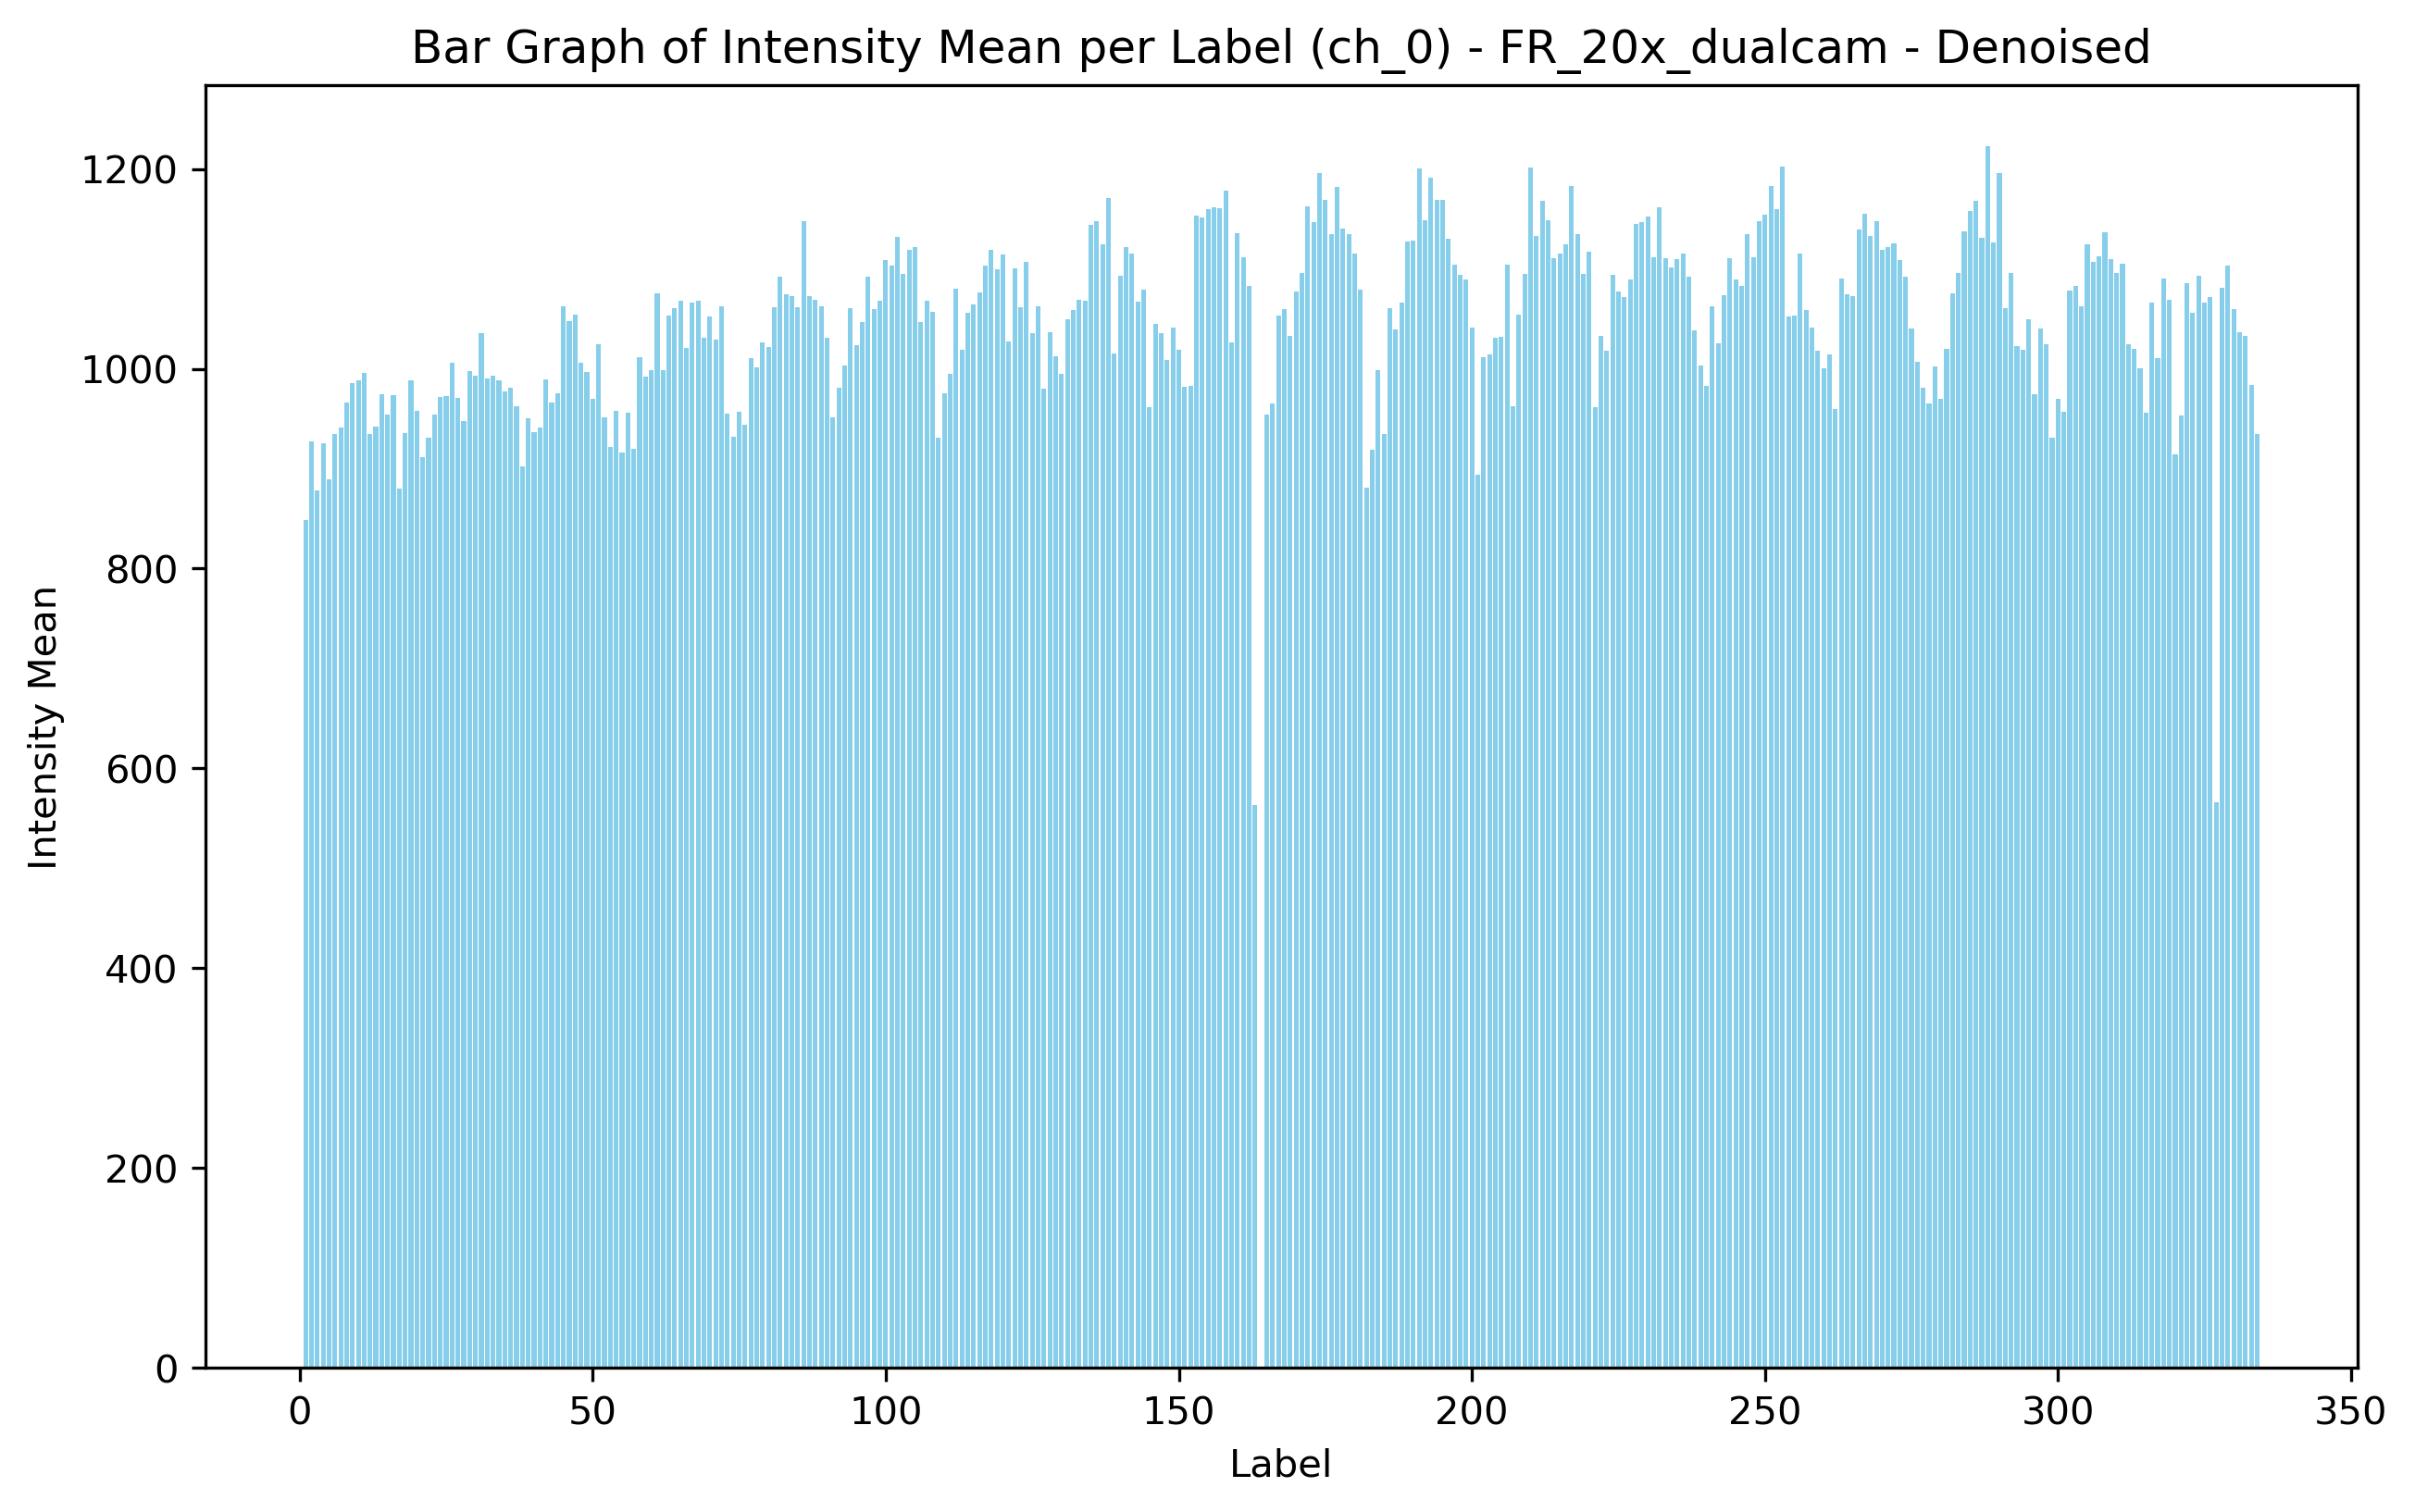 Bar Graph of Intensity Mean per Label (ch_0) - FR_20x_dualcam - Denoised
1200
1000
800
600
400
200
0
Intensity Mean
0 50 100 150 200 250 300 350
Label